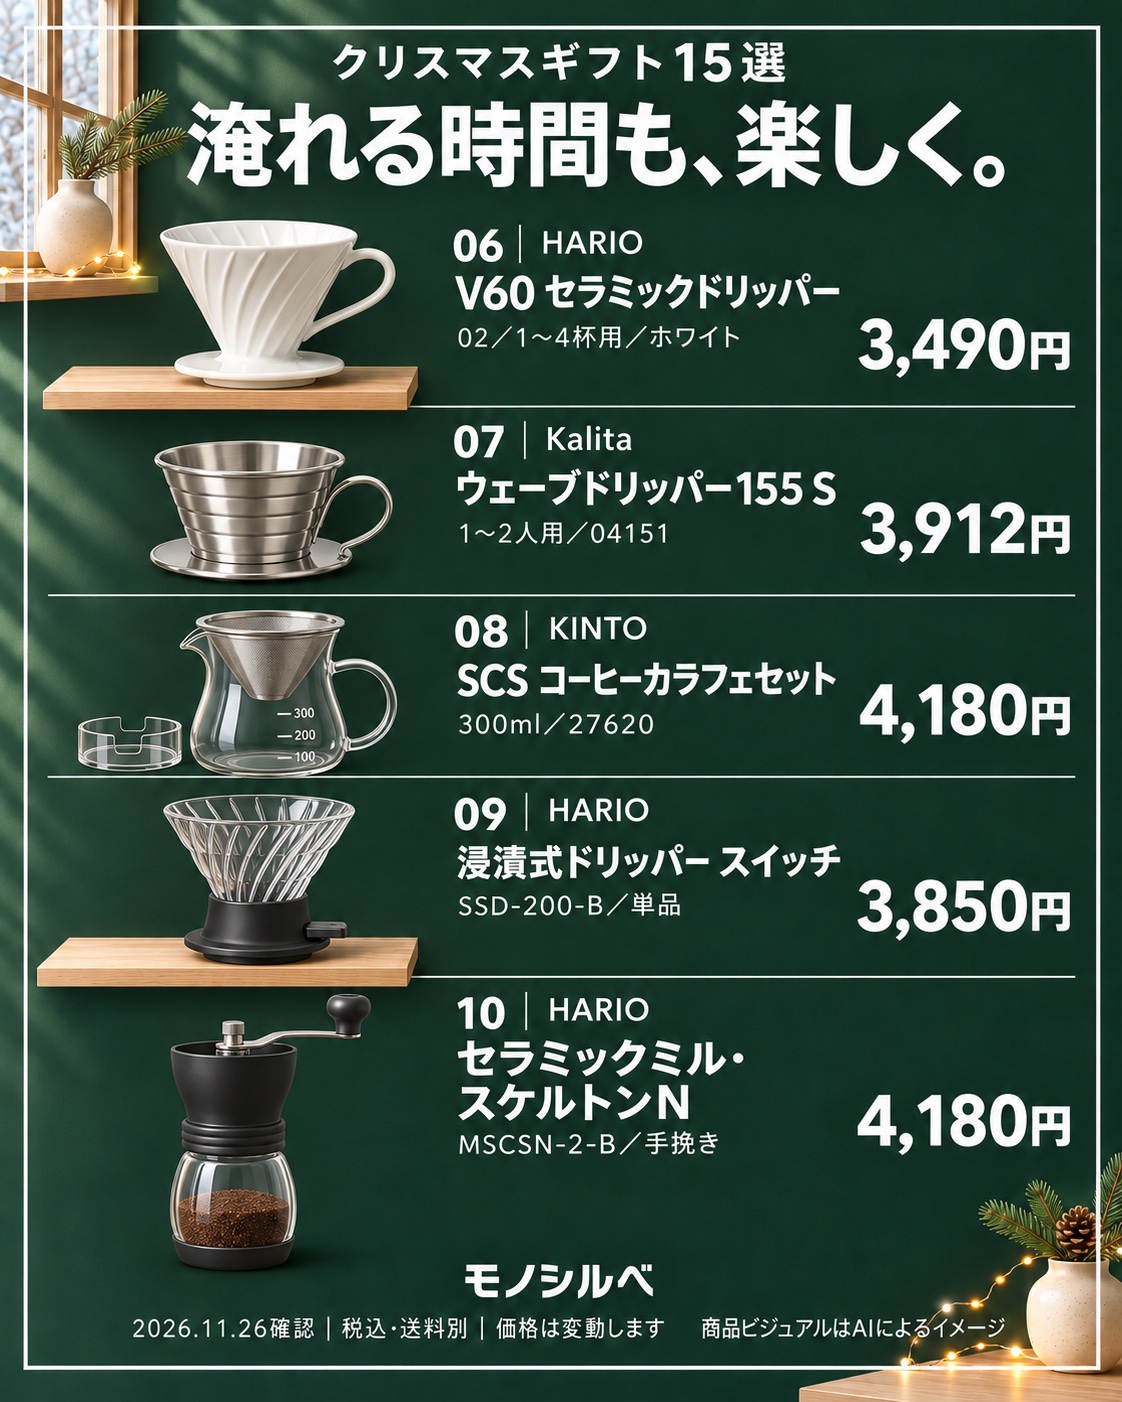 クリスマスギフト15選
淹れる時間も、楽しく。
06 | HARIO
V60 セラミックドリッパー
02／1〜4杯用／ホワイト
3,490円
07 | Kalita
ウェーブドリッパー155 S
1〜2人用／04151
3,912円
08 | KINTO
SCS コーヒーカラフェセット
300ml／27620
4,180円
300
200
100
09 | HARIO
浸漬式ドリッパー スイッチ
SSD-200-B／単品
3,850円
10 | HARIO
セラミックミル・
スケルトンN
MSCSN-2-B／手挽き
4,180円
モノシルベ
2026.11.26確認 | 税込・送料別 | 価格は変動します 商品ビジュアルはAIによるイメージ